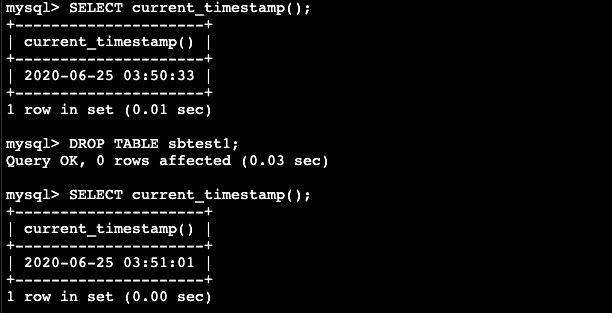 mysql> SELECT current_timestamp();
+---------------------+
| current_timestamp() |
+---------------------+
| 2020-06-25 03:50:33 |
+---------------------+
1 row in set (0.01 sec)
mysql> DROP TABLE sbtest1;
Query OK, 0 rows affected (0.03 sec)
mysql> SELECT current_timestamp();
+---------------------+
| current_timestamp() |
+---------------------+
| 2020-06-25 03:51:01 |
+---------------------+
1 row in set (0.00 sec)